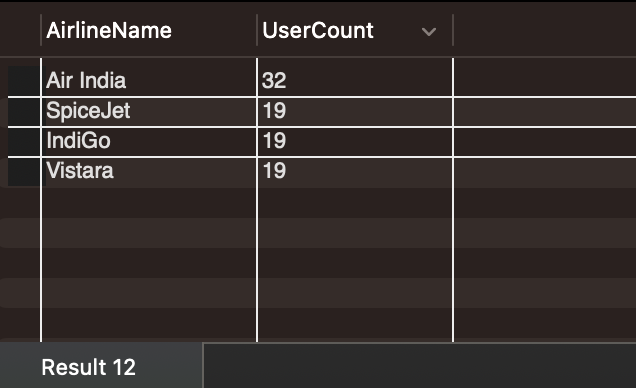 AirlineName UserCount
Air India 32
SpiceJet 19
IndiGo 19
Vistara 19
Result 12